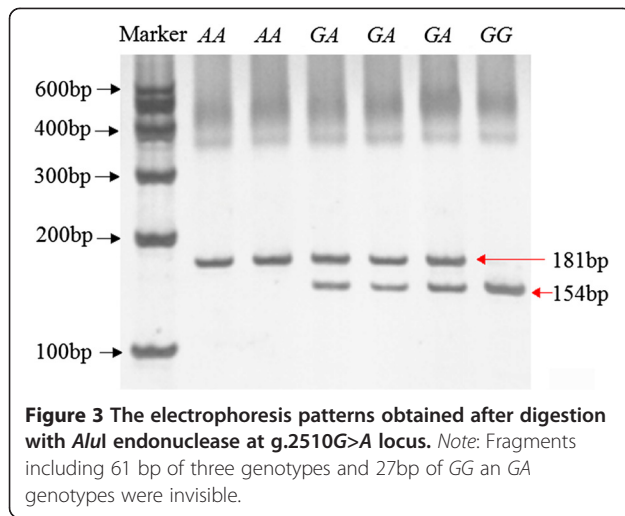 Marker AA AA GA GA GA GG
600bp
400bp
300bp
200bp
181bp
154bp
100bp
Figure 3 The electrophoresis patterns obtained after digestion
with AluI endonuclease at g.2510G>A locus. Note: Fragments
including 61 bp of three genotypes and 27bp of GG an GA
genotypes were invisible.